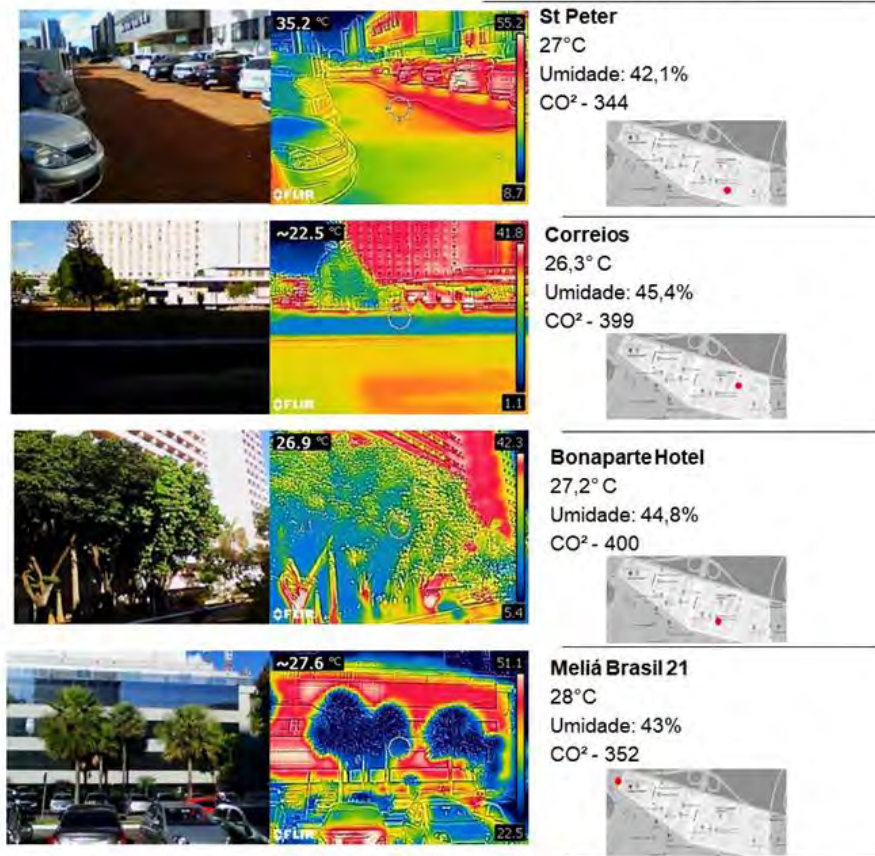 35.2 °C
55.2
8.7
FLIR
St Peter
27°C
Umidade: 42,1%
CO² - 344
~22.5 °C
41.8
1.1
FLIR
Correios
26,3° C
Umidade: 45,4%
CO² - 399
26.9 °C
42.3
5.4
FLIR
Bonaparte Hotel
27,2° C
Umidade: 44,8%
CO² - 400
~27.6 °C
51.1
22.5
FLIR
Meliá Brasil 21
28°C
Umidade: 43%
CO² - 352